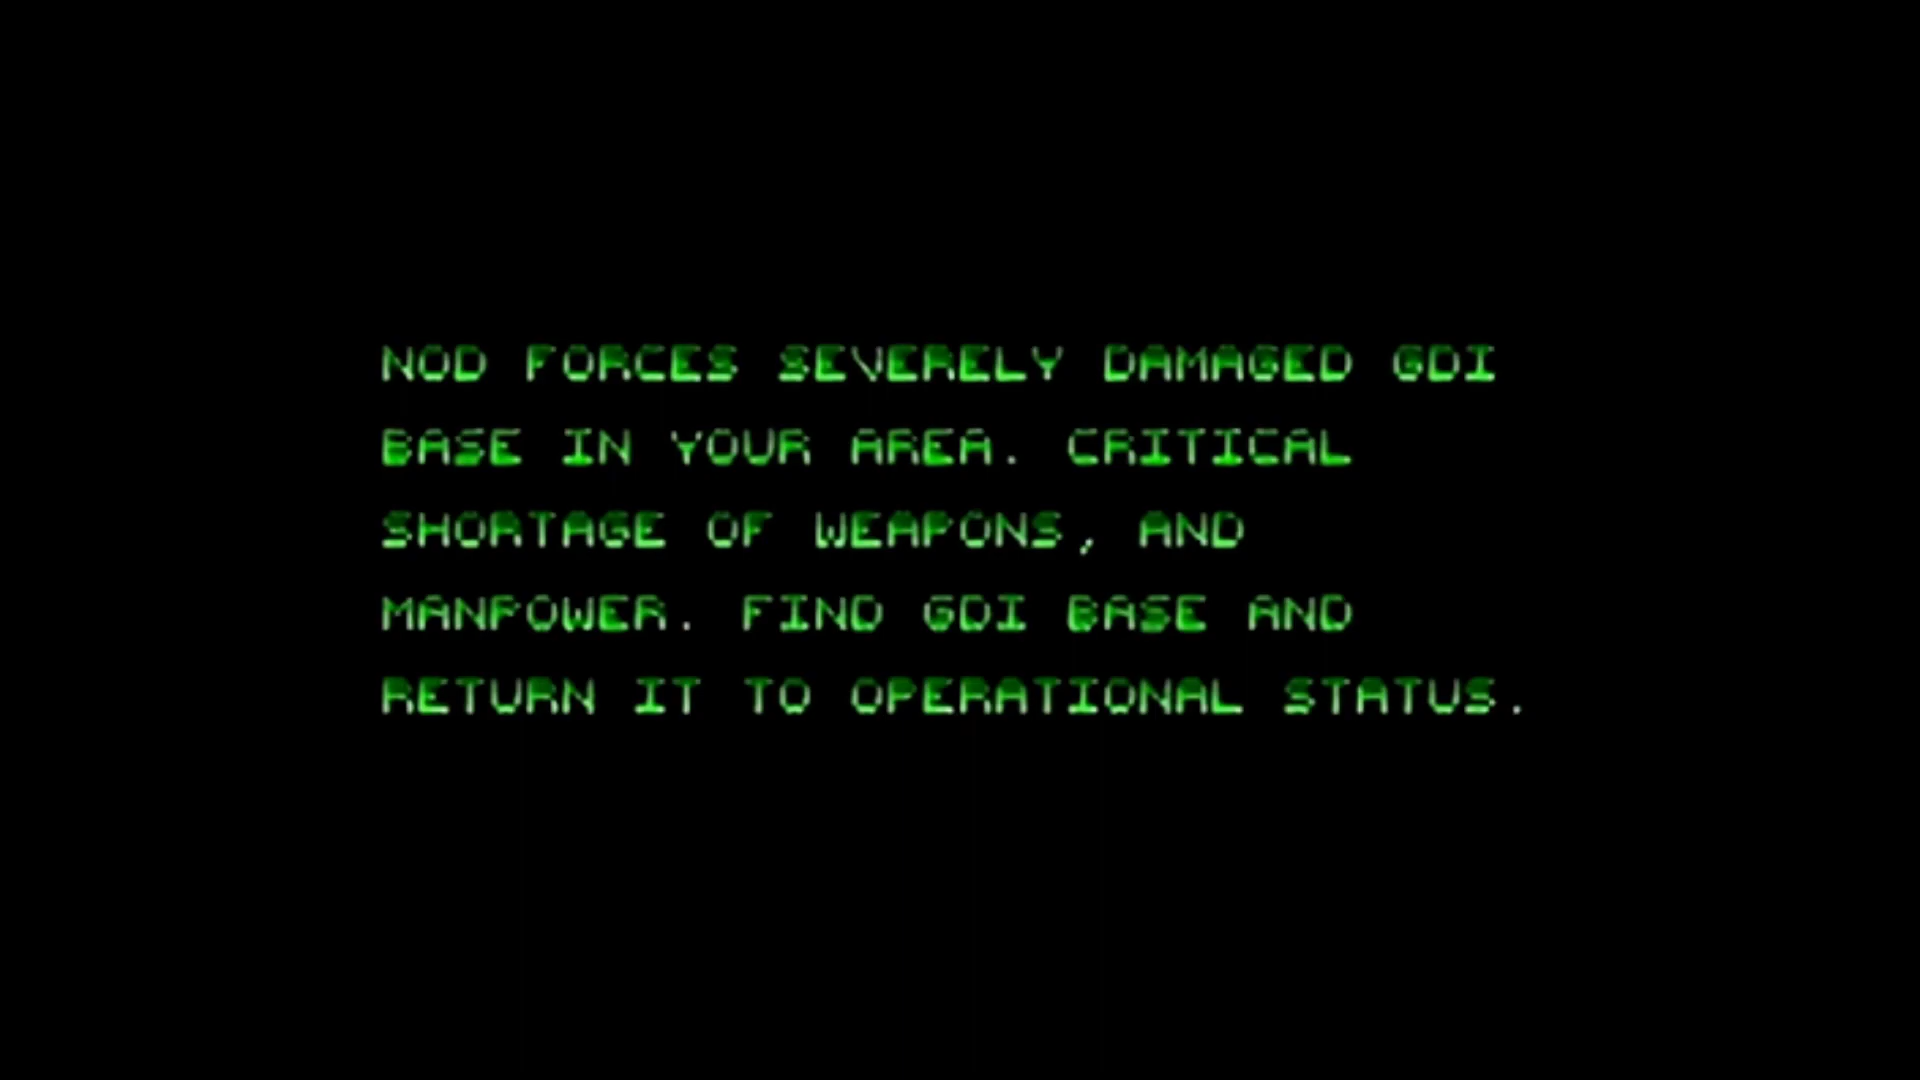 NOD FORCES SEVERELY DAMAGED GDI
BASE IN YOUR AREA. CRITICAL
SHORTAGE OF WEAPONS, AND
MANPOWER. FIND GDI BASE AND
RETURN IT TO OPERATIONAL STATUS.